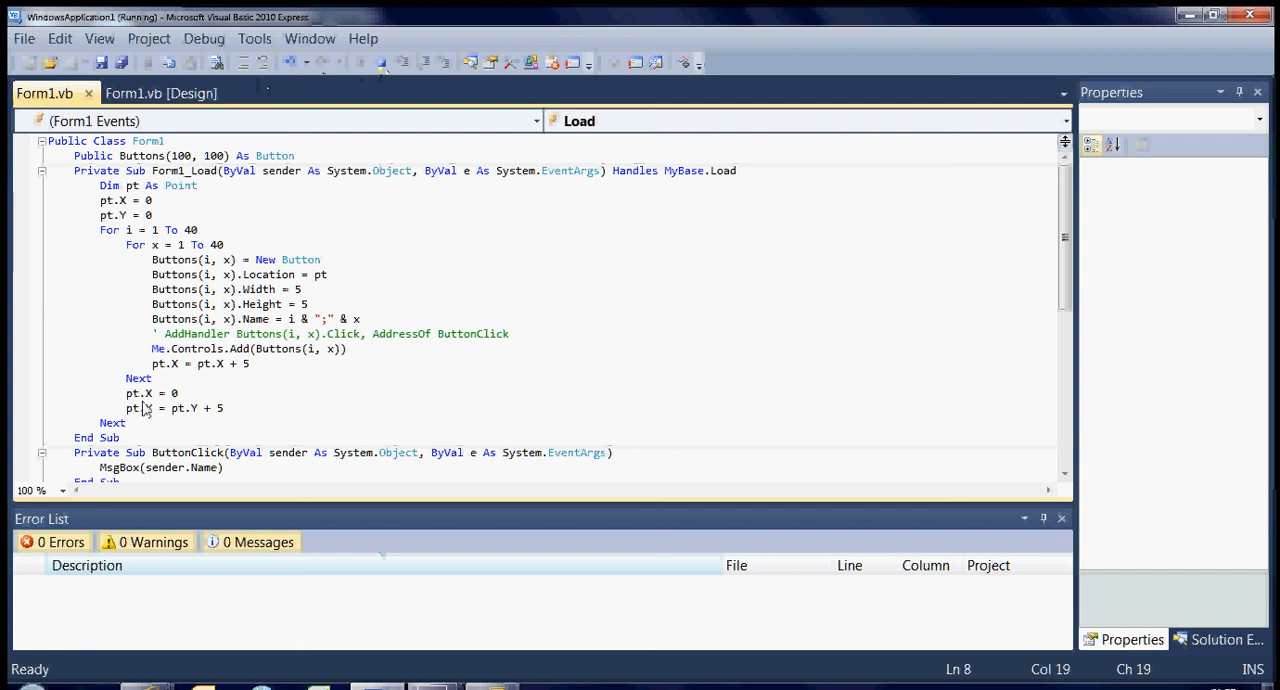 WindowsApplication1 (Running) - Microsoft Visual Basic 2010 Express
File Edit View Project Debug Tools Window Help
Form1.vb Form1.vb [Design]
(Form1 Events) Load
Public Class Form1
Public Buttons(100, 100) As Button
Private Sub Form1_Load(ByVal sender As System.Object, ByVal e As System.EventArgs) Handles MyBase.Load
Dim pt As Point
pt.X = 0
pt.Y = 0
For i = 1 To 40
For x = 1 To 40
Buttons(i, x) = New Button
Buttons(i, x).Location = pt
Buttons(i, x).Width = 5
Buttons(i, x).Height = 5
Buttons(i, x).Name = i & ";" & x
' AddHandler Buttons(i, x).Click, AddressOf ButtonClick
Me.Controls.Add(Buttons(i, x))
pt.X = pt.X + 5
Next
pt.X = 0
pt.Y = pt.Y + 5
Next
End Sub
Private Sub ButtonClick(ByVal sender As System.Object, ByVal e As System.EventArgs)
MsgBox(sender.Name)
End Sub
100 %
Properties
Error List
0 Errors 0 Warnings 0 Messages
Description File Line Column Project
Properties Solution E...
Ready Ln 8 Col 19 Ch 19 INS